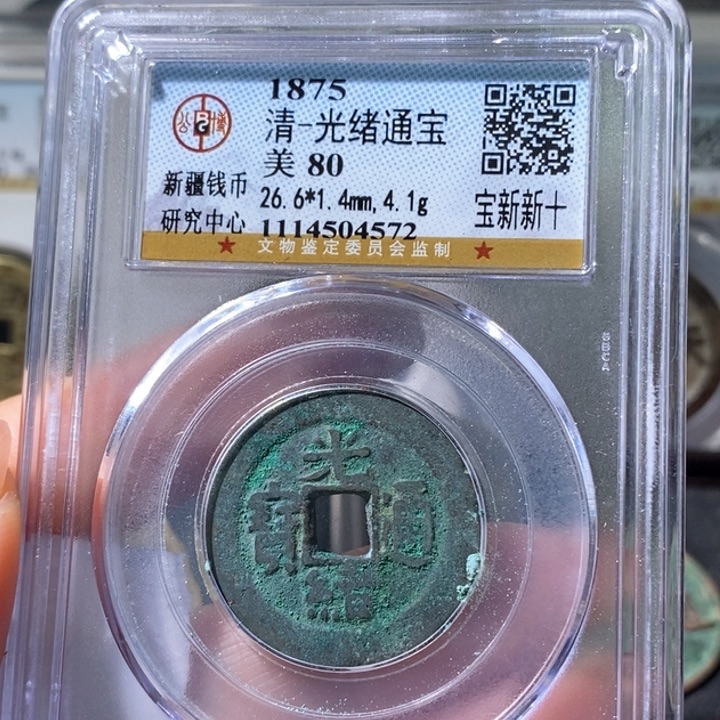 1875
清-光绪通宝
美 80
新疆钱币
26.6*1.4mm,4.1g
宝新新十
研究中心
1114504572
文物鉴定委员会监制
公 博
光
寶 通
緒